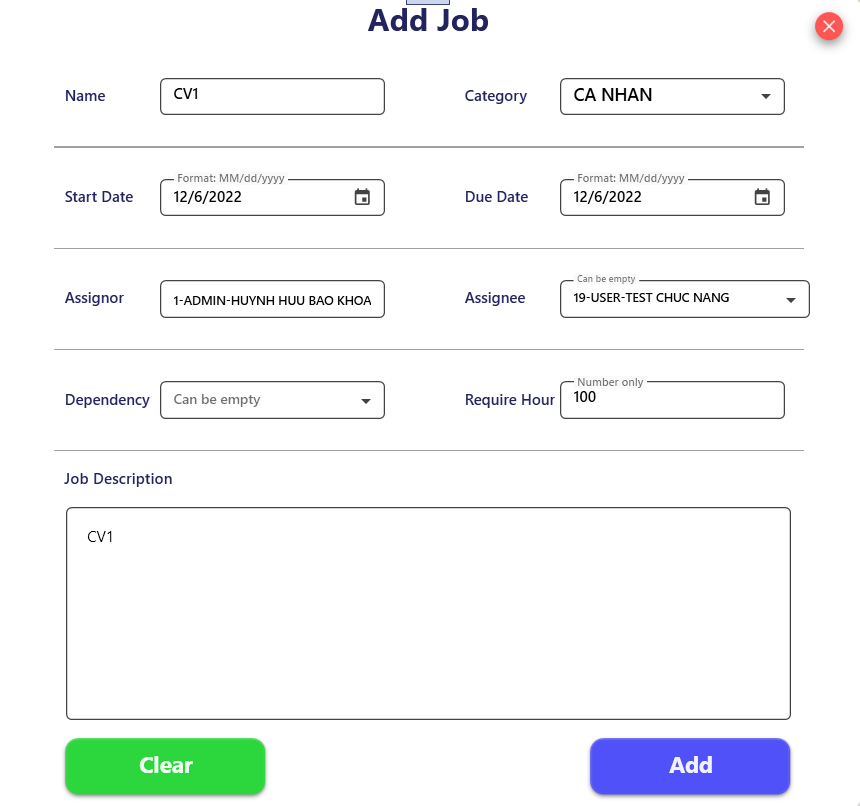 Add Job
Name
CV1
Category
CA NHAN
Start Date
Format: MM/dd/yyyy
12/6/2022
Due Date
Format: MM/dd/yyyy
12/6/2022
Assignor
1-ADMIN-HUYNH HUU BAO KHOA
Assignee
Can be empty
19-USER-TEST CHUC NANG
Dependency
Can be empty
Require Hour
Number only
100
Job Description
CV1
Clear
Add